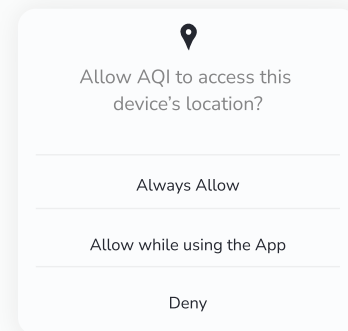 Allow AQI to access this
device's location?
Always Allow
Allow while using the App
Deny